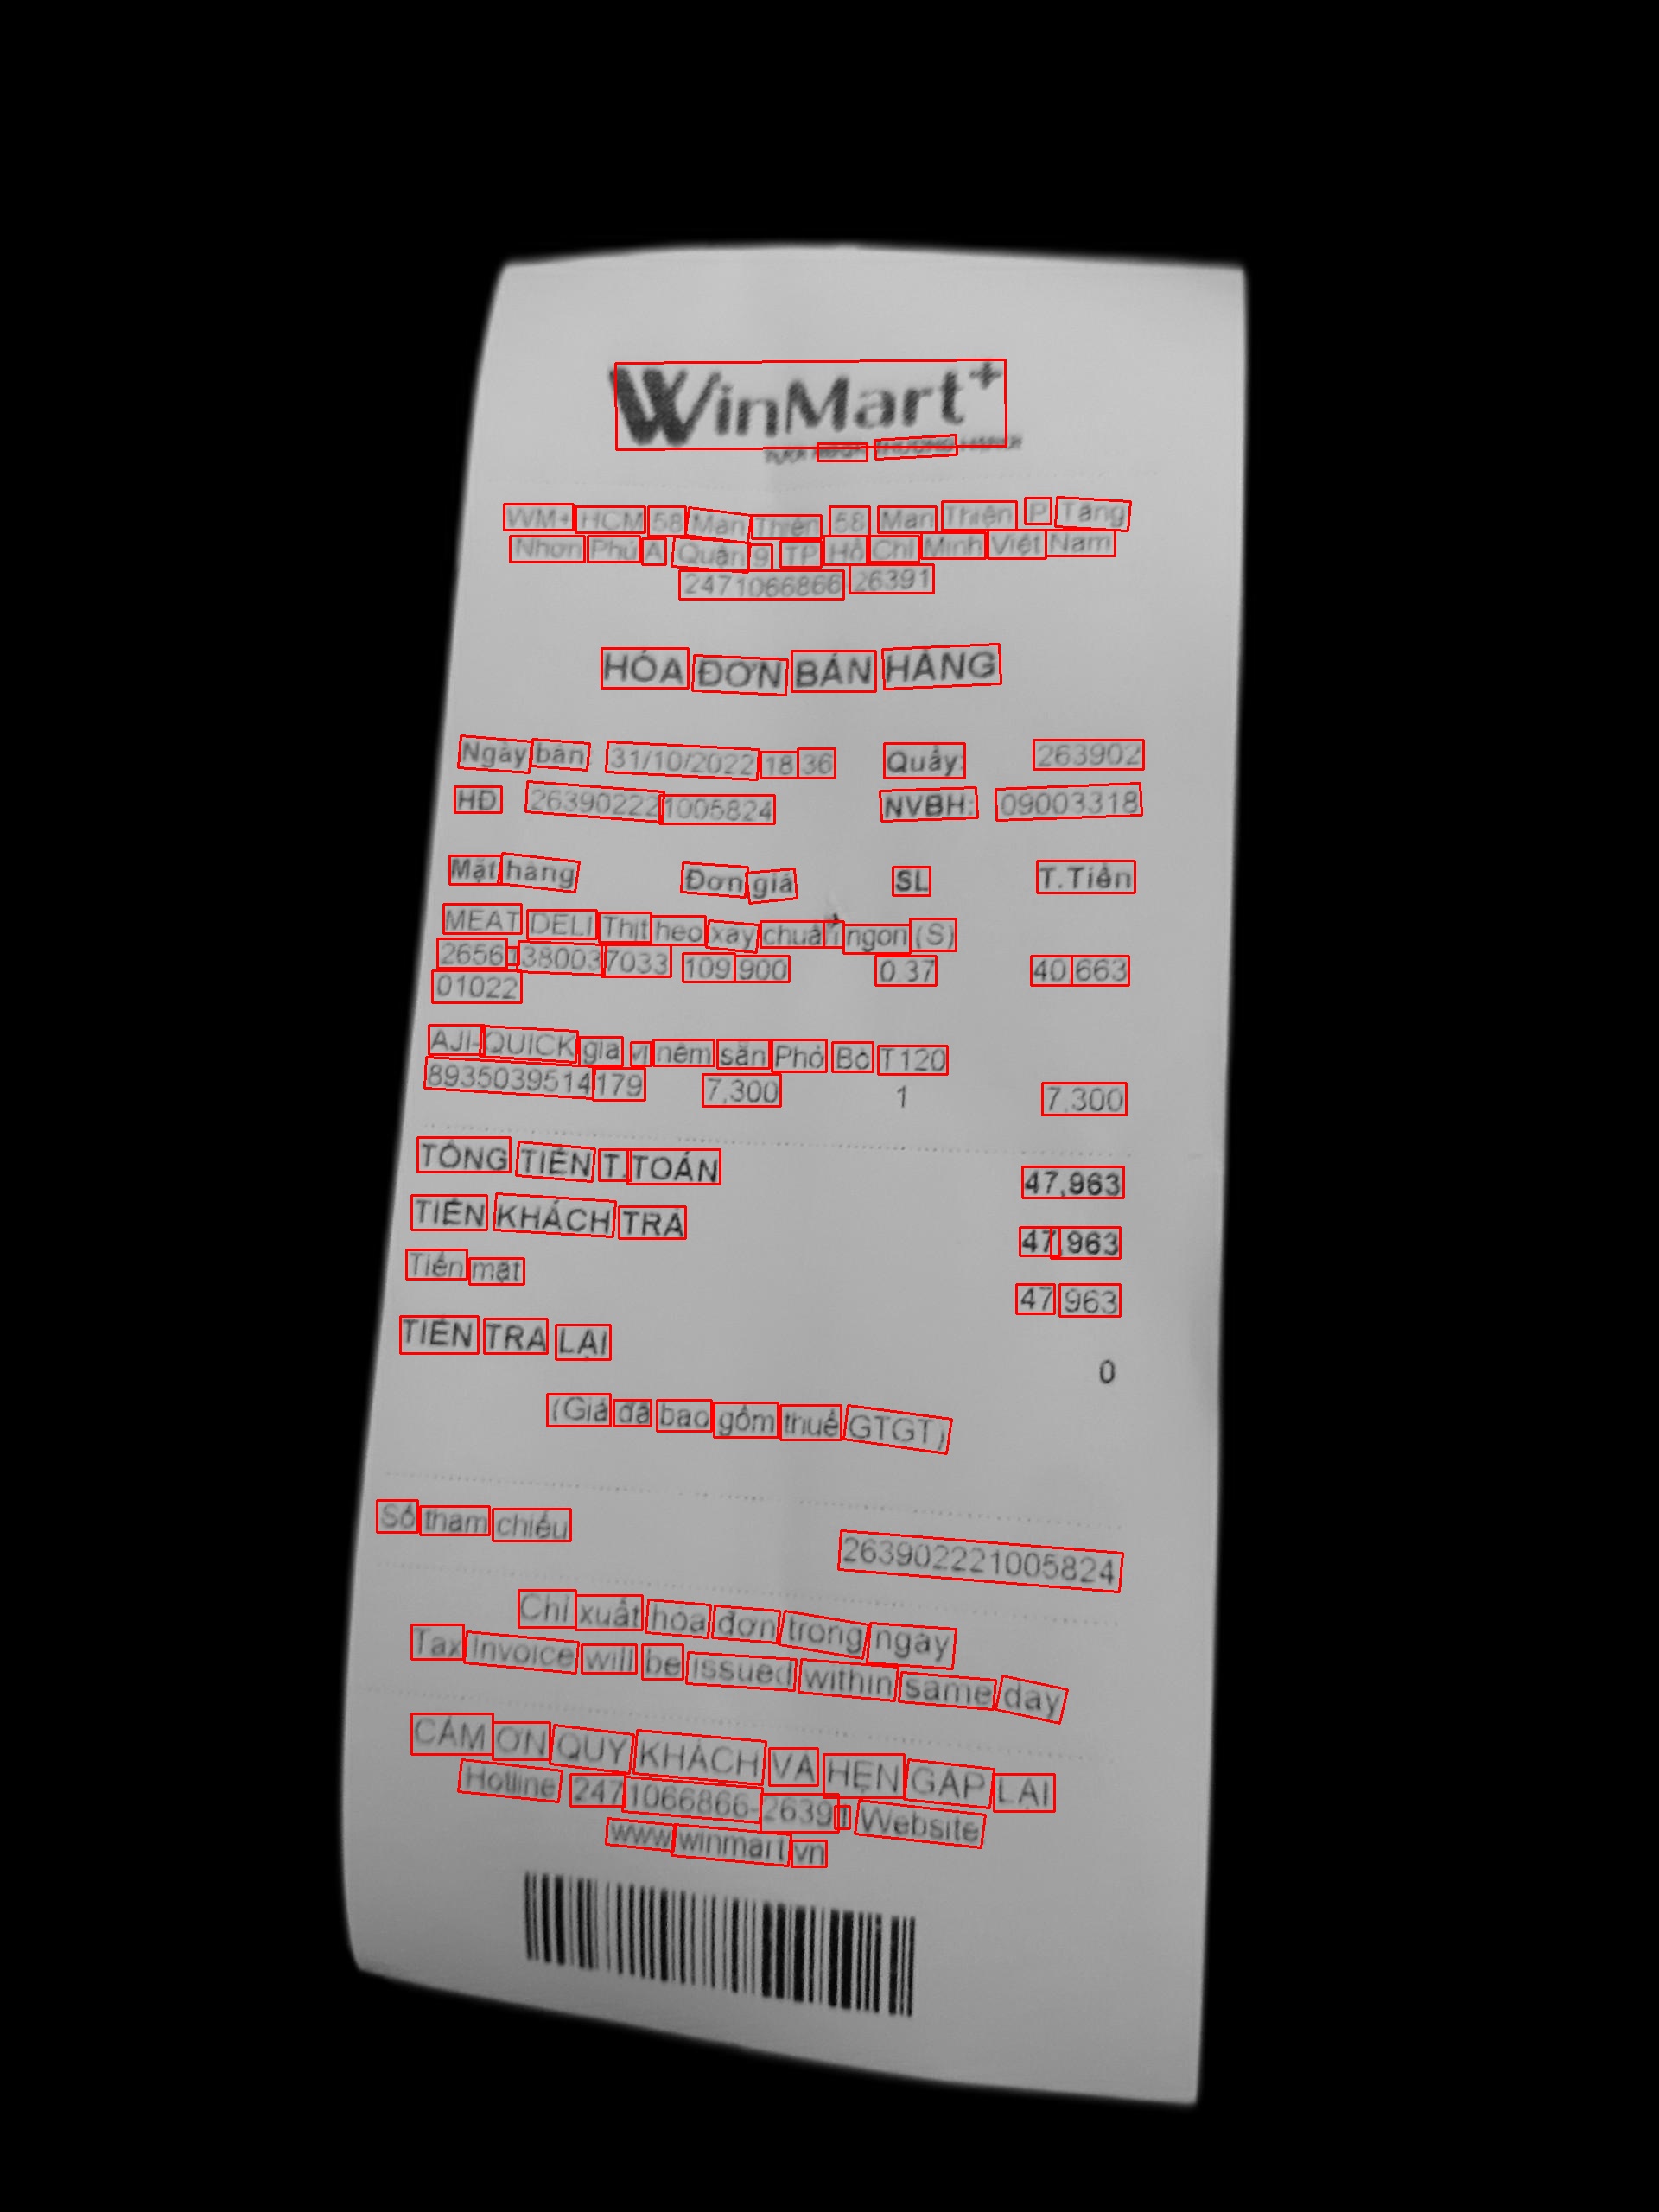 WinMart+
WM+ HCM 58 Man Thiện 58 Man Thiện P Tăng
Nhơn Phú A Quận 9 TP Hồ Chí Minh Việt Nam
2471066866 26391
HÓA ĐƠN BÁN HÀNG
Ngày bán: 31/10/2022 18:36 Quầy: 263902
HĐ 263902221005824 NVBH: 09003318
Mặt hàng Đơn giá SL T.Tiền
MEAT DELI Thịt heo xay chuẩn ngon (S)
2656138003 7033 109,900 0.37 40,663
01022
AJI-QUICK gia vị nêm sẵn Phở Bò T120
8935039514179 7,300 1 7,300
TỔNG TIỀN T.TOÁN 47,963
TIỀN KHÁCH TRẢ 47,963
Tiền mặt 47,963
TIỀN TRẢ LẠI 0
(Giá đã bao gồm thuế GTGT)
Số tham chiếu 263902221005824
Chỉ xuất hóa đơn trong ngày
Tax Invoice will be issued within same day
CẢM ƠN QUÝ KHÁCH VÀ HẸN GẶP LẠI
Hotline 2471066866-26391 Website
www.winmart.vn